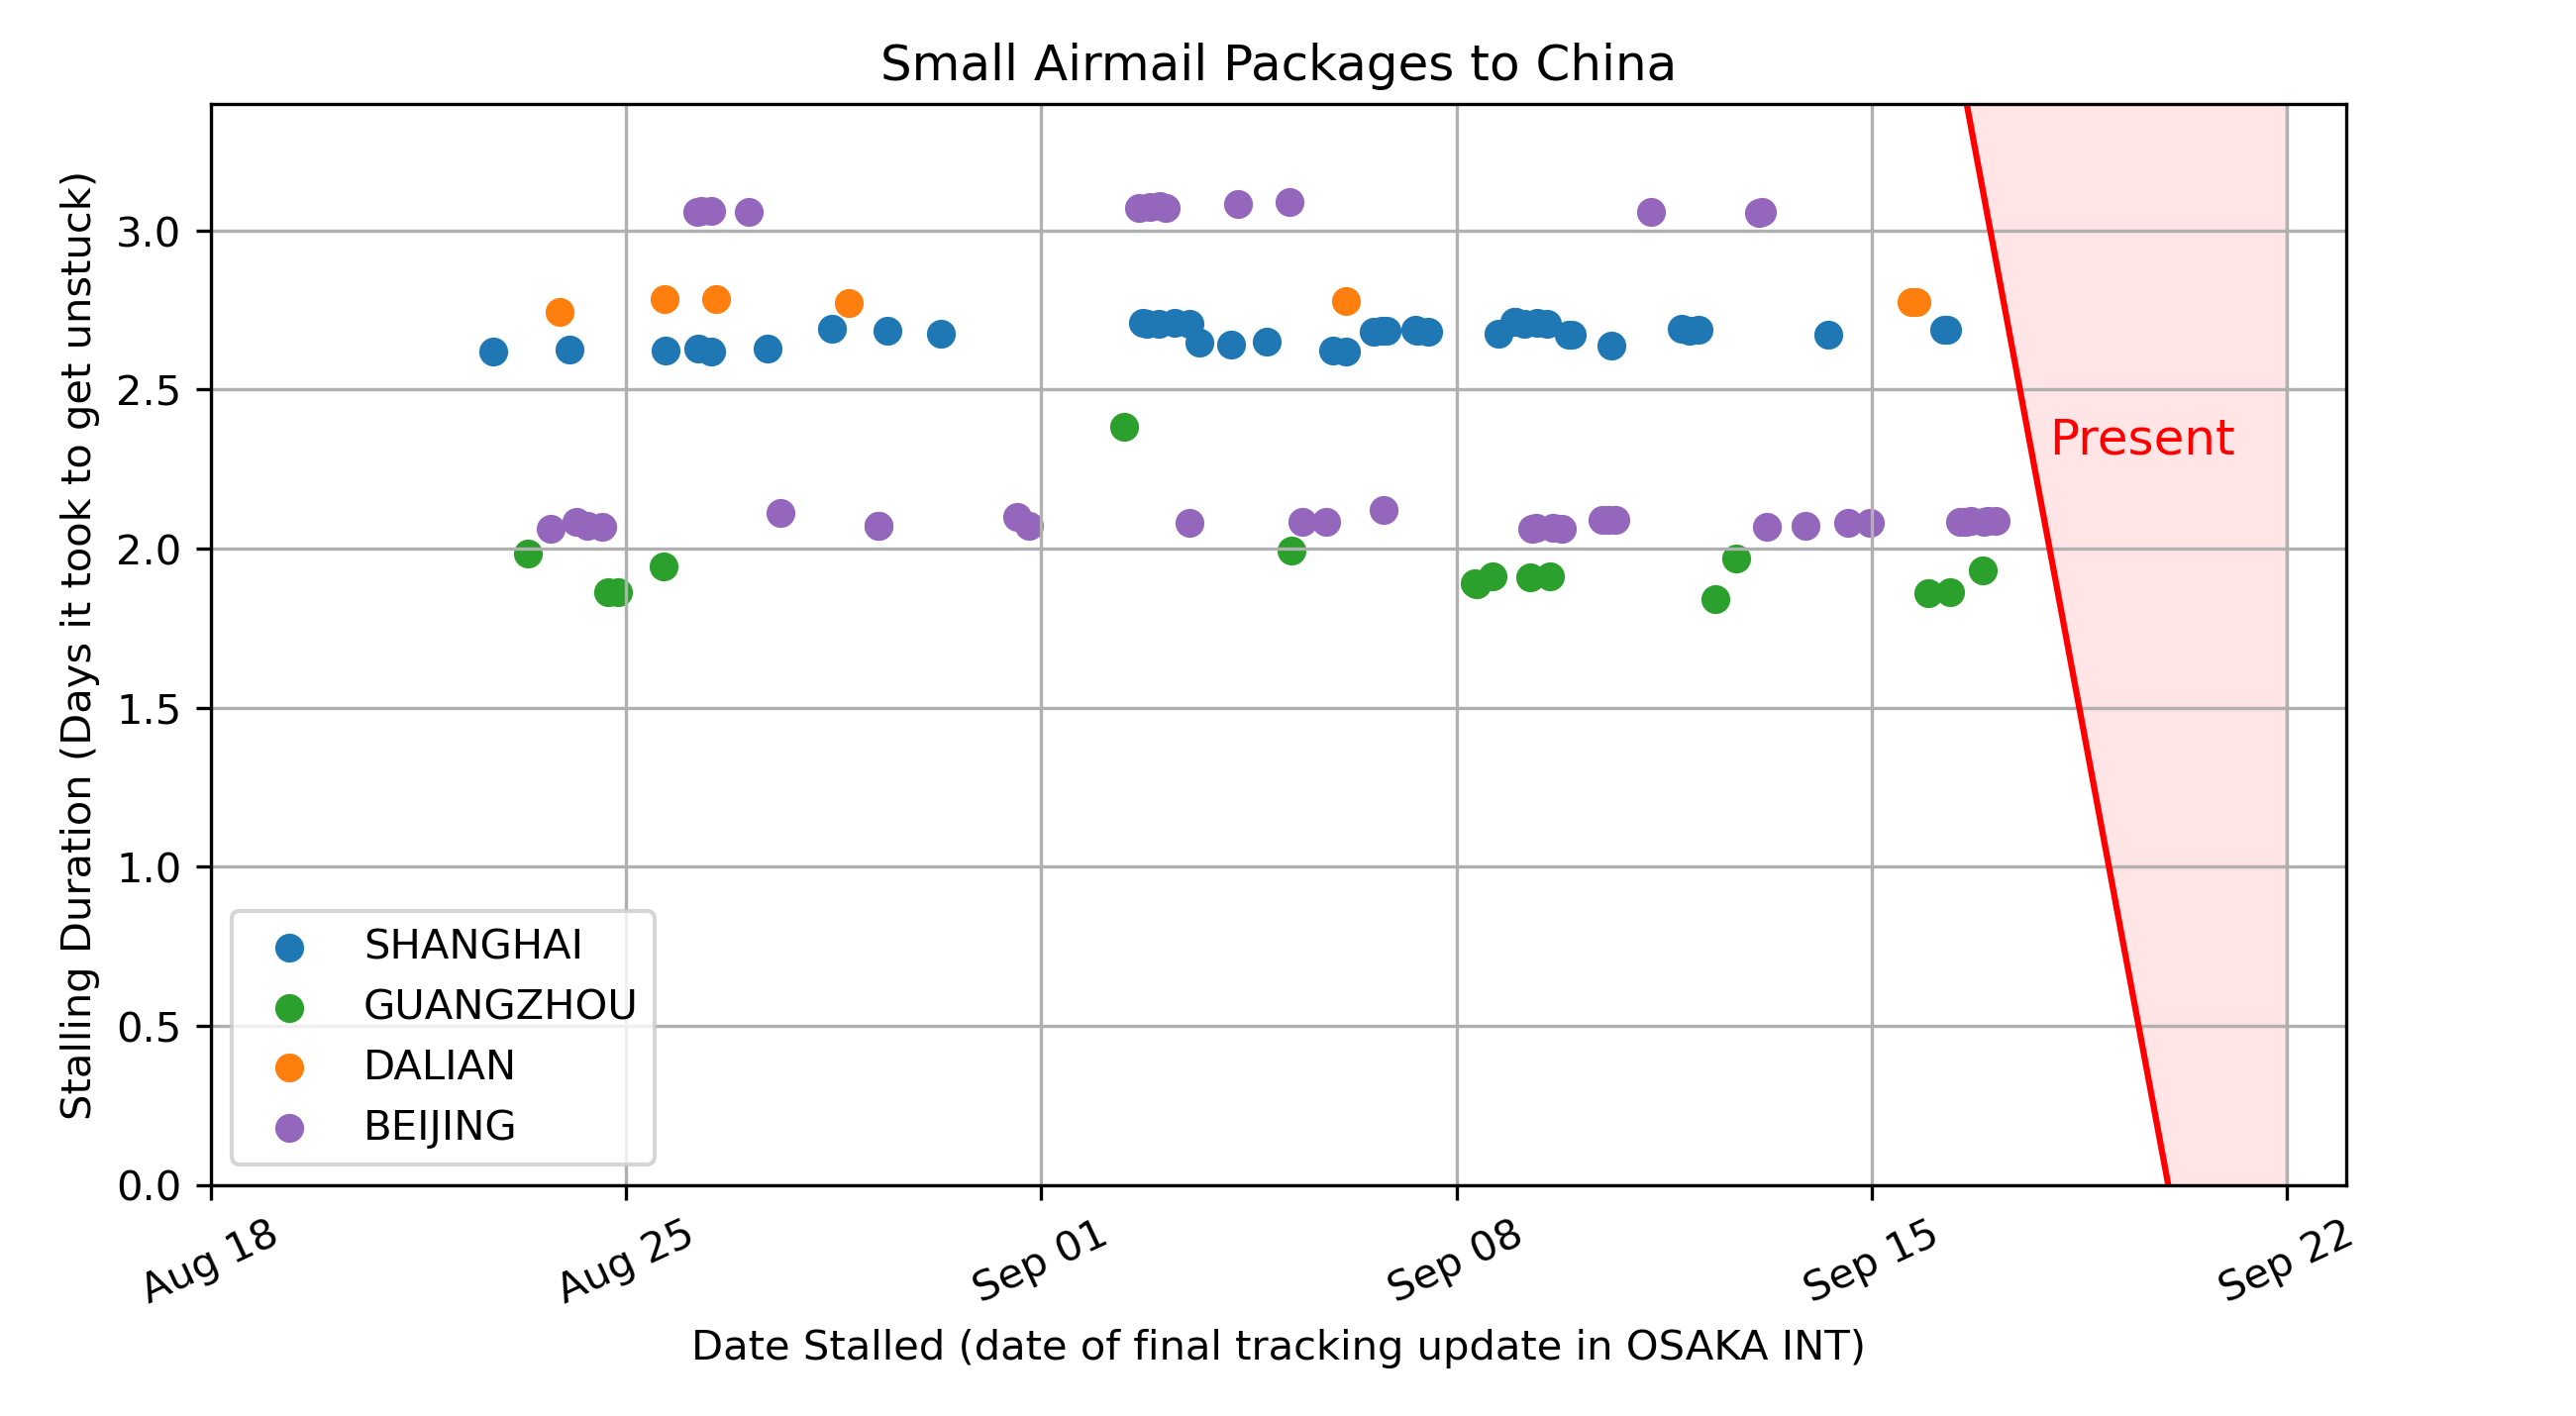 Small Airmail Packages to China
Stalling Duration (Days it took to get unstuck)
3.0
2.5
2.0
1.5
1.0
0.5
0.0
Present
SHANGHAI
GUANGZHOU
DALIAN
BEIJING
Aug 18
Aug 25
Sep 01
Sep 08
Sep 15
Sep 22
Date Stalled (date of final tracking update in OSAKA INT)